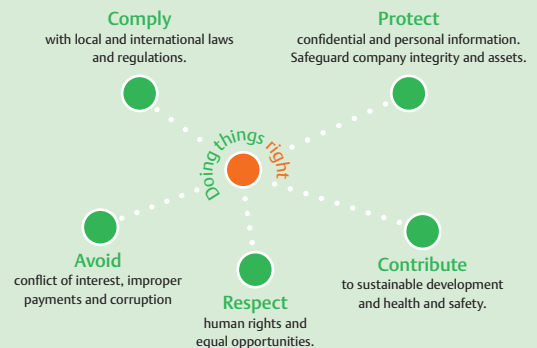 Comply
with local and international laws
and regulations.
Protect
confidential and personal information.
Safeguard company integrity and assets.
Doing things right
Avoid
conflict of interest, improper
payments and corruption
Respect
human rights and
equal opportunities.
Contribute
to sustainable development
and health and safety.